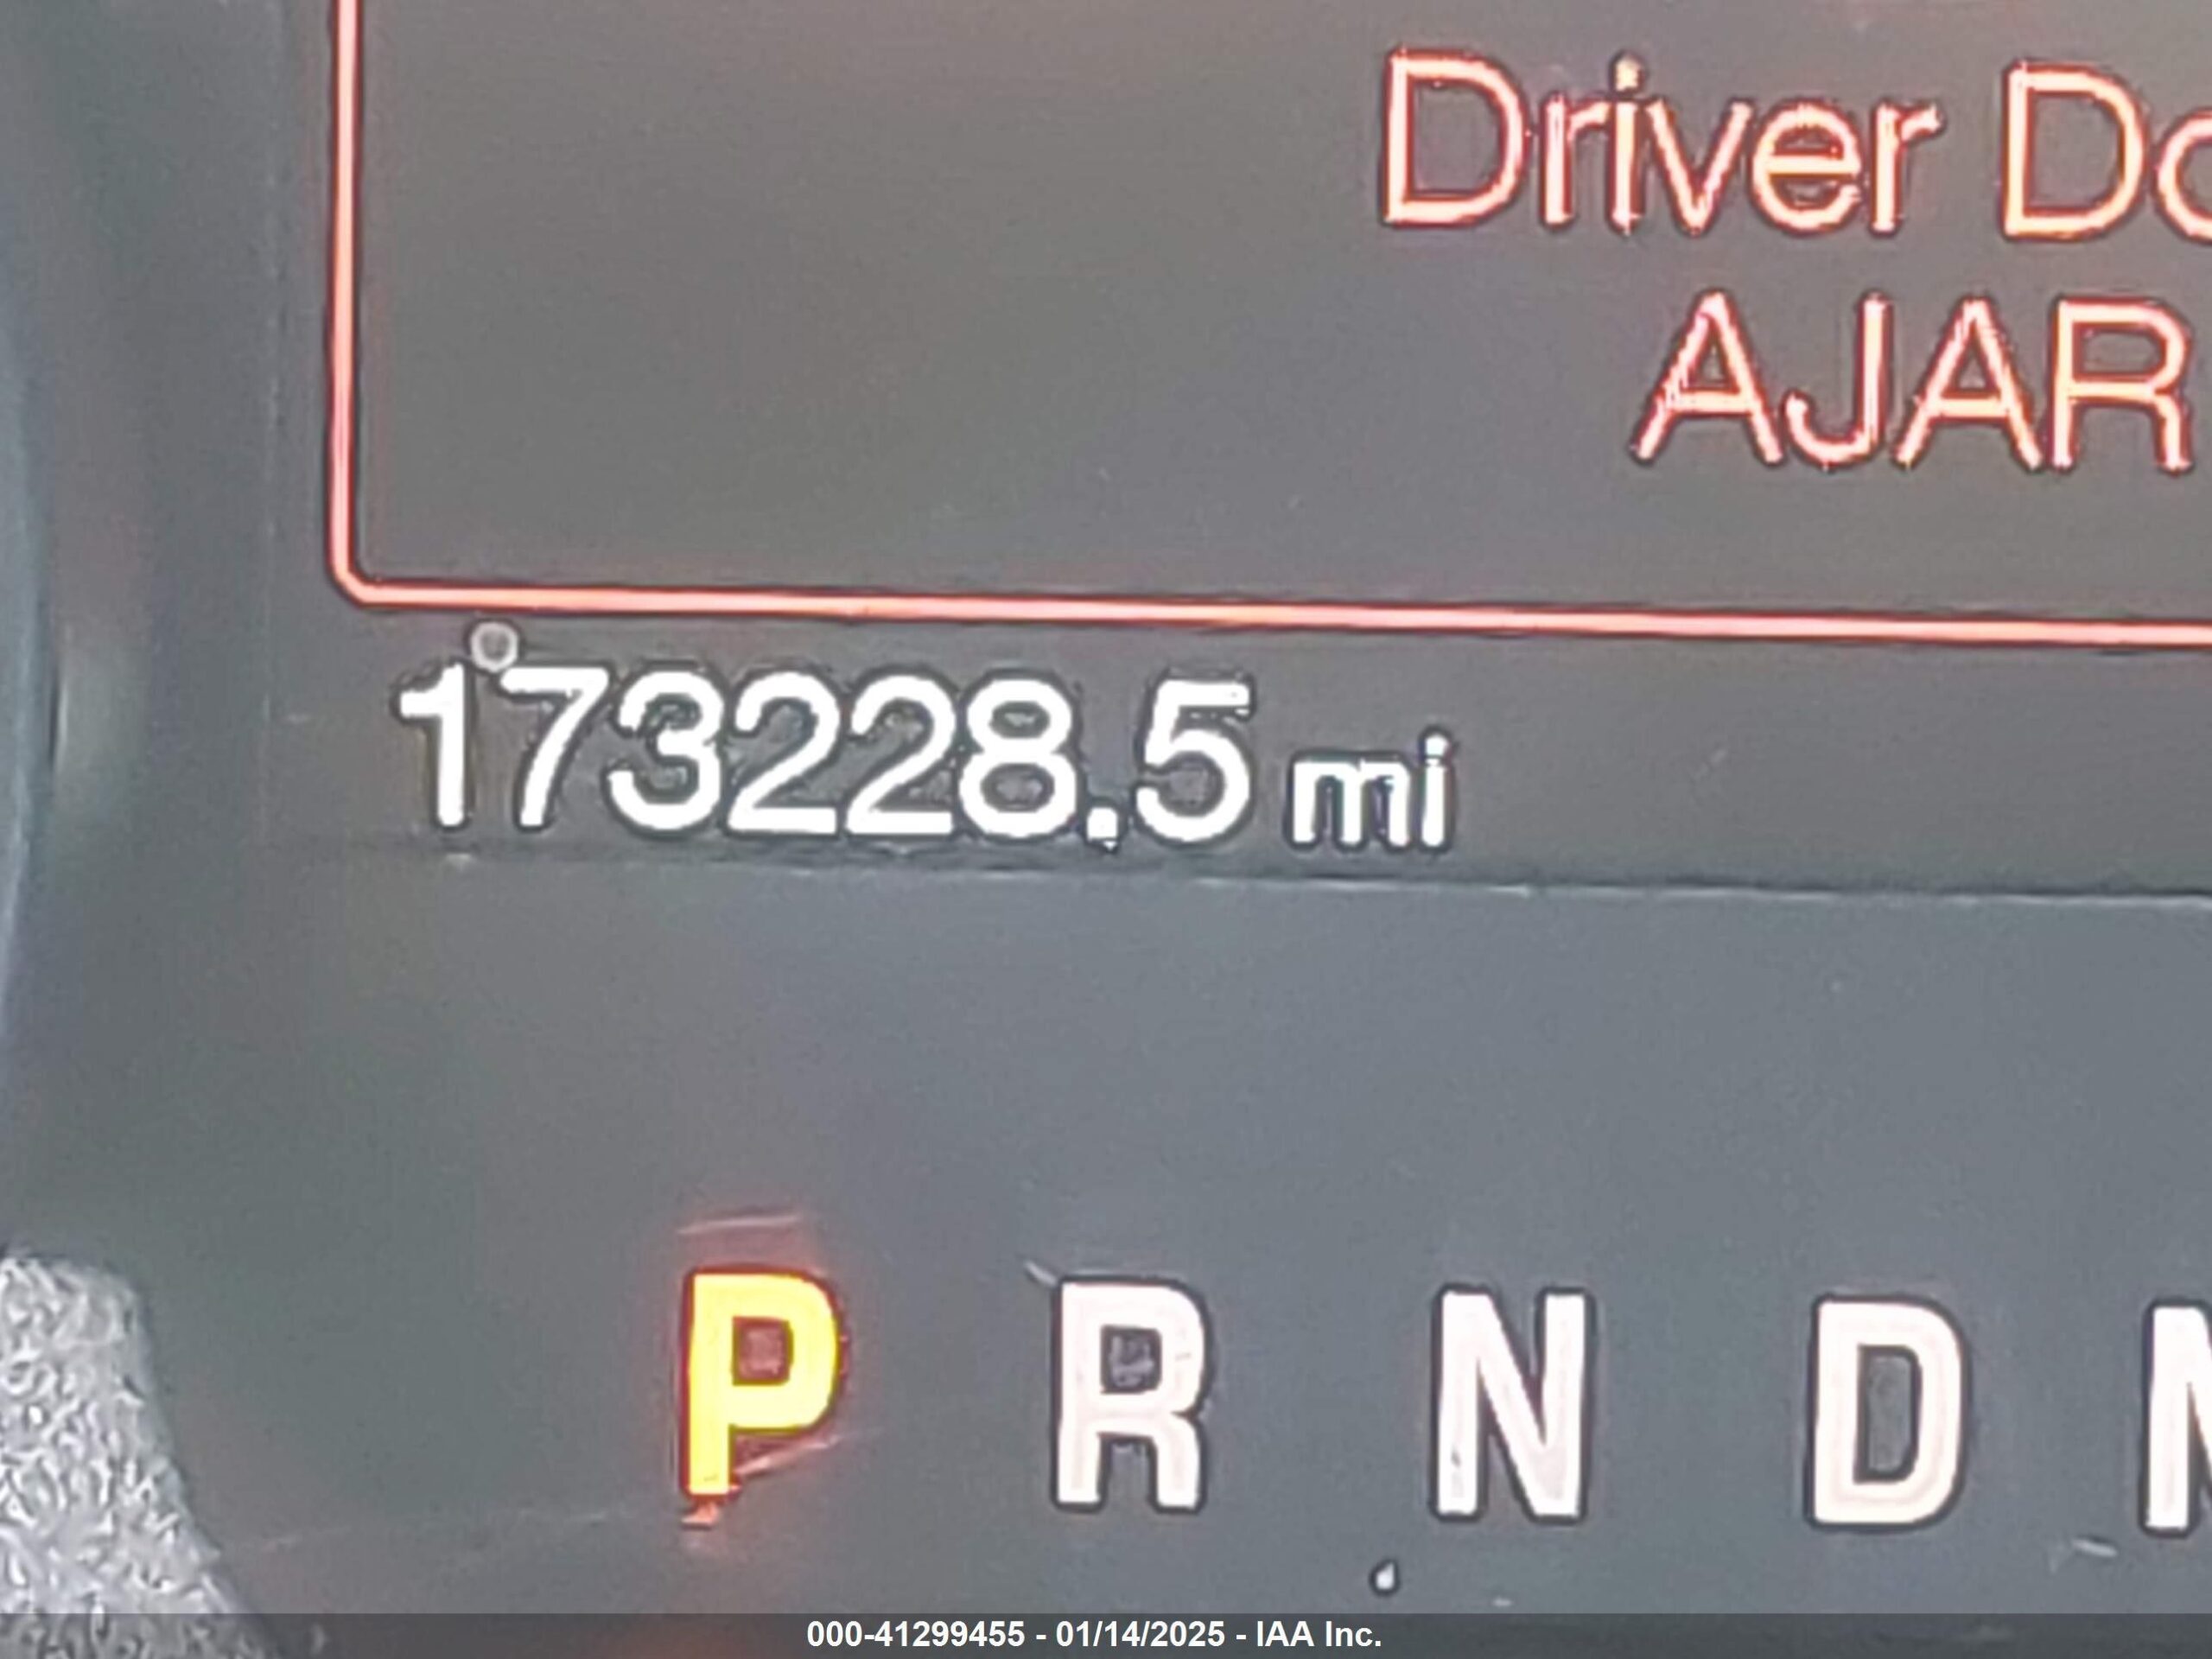 Driver Do
AJAR
173228.5 mi
P R N D
000-41299455 - 01/14/2025 - IAA Inc.